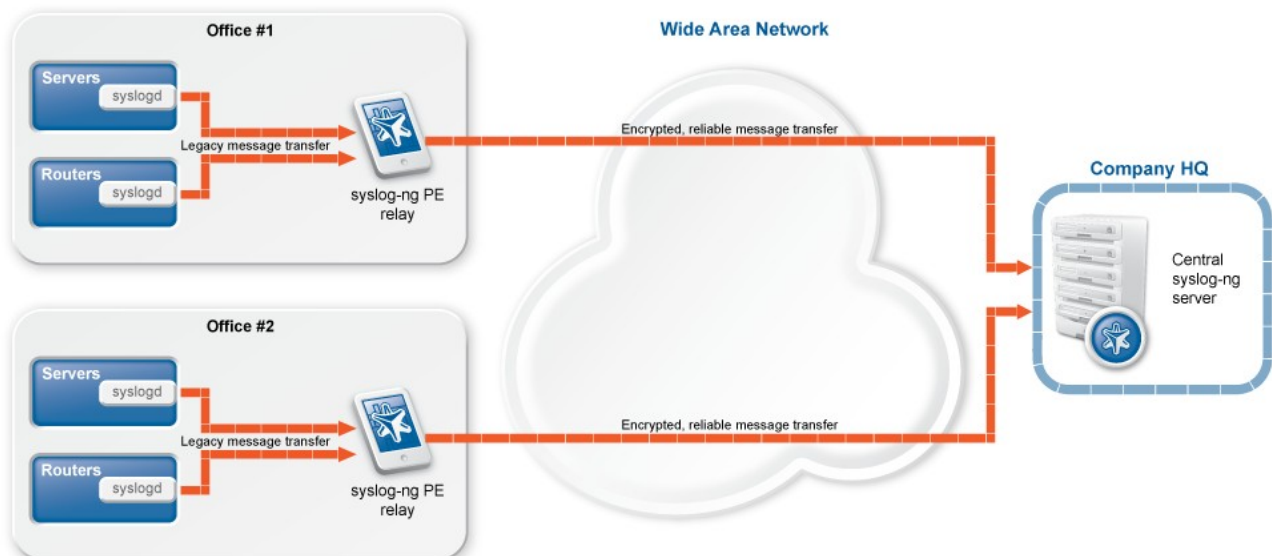 Office #1
Servers
syslogd
Legacy message transfer
Routers
syslogd
syslog-ng PE
relay
Wide Area Network
Encrypted, reliable message transfer
Company HQ
Central
syslog-ng
server
Office #2
Servers
syslogd
Legacy message transfer
Routers
syslogd
syslog-ng PE
relay
Encrypted, reliable message transfer